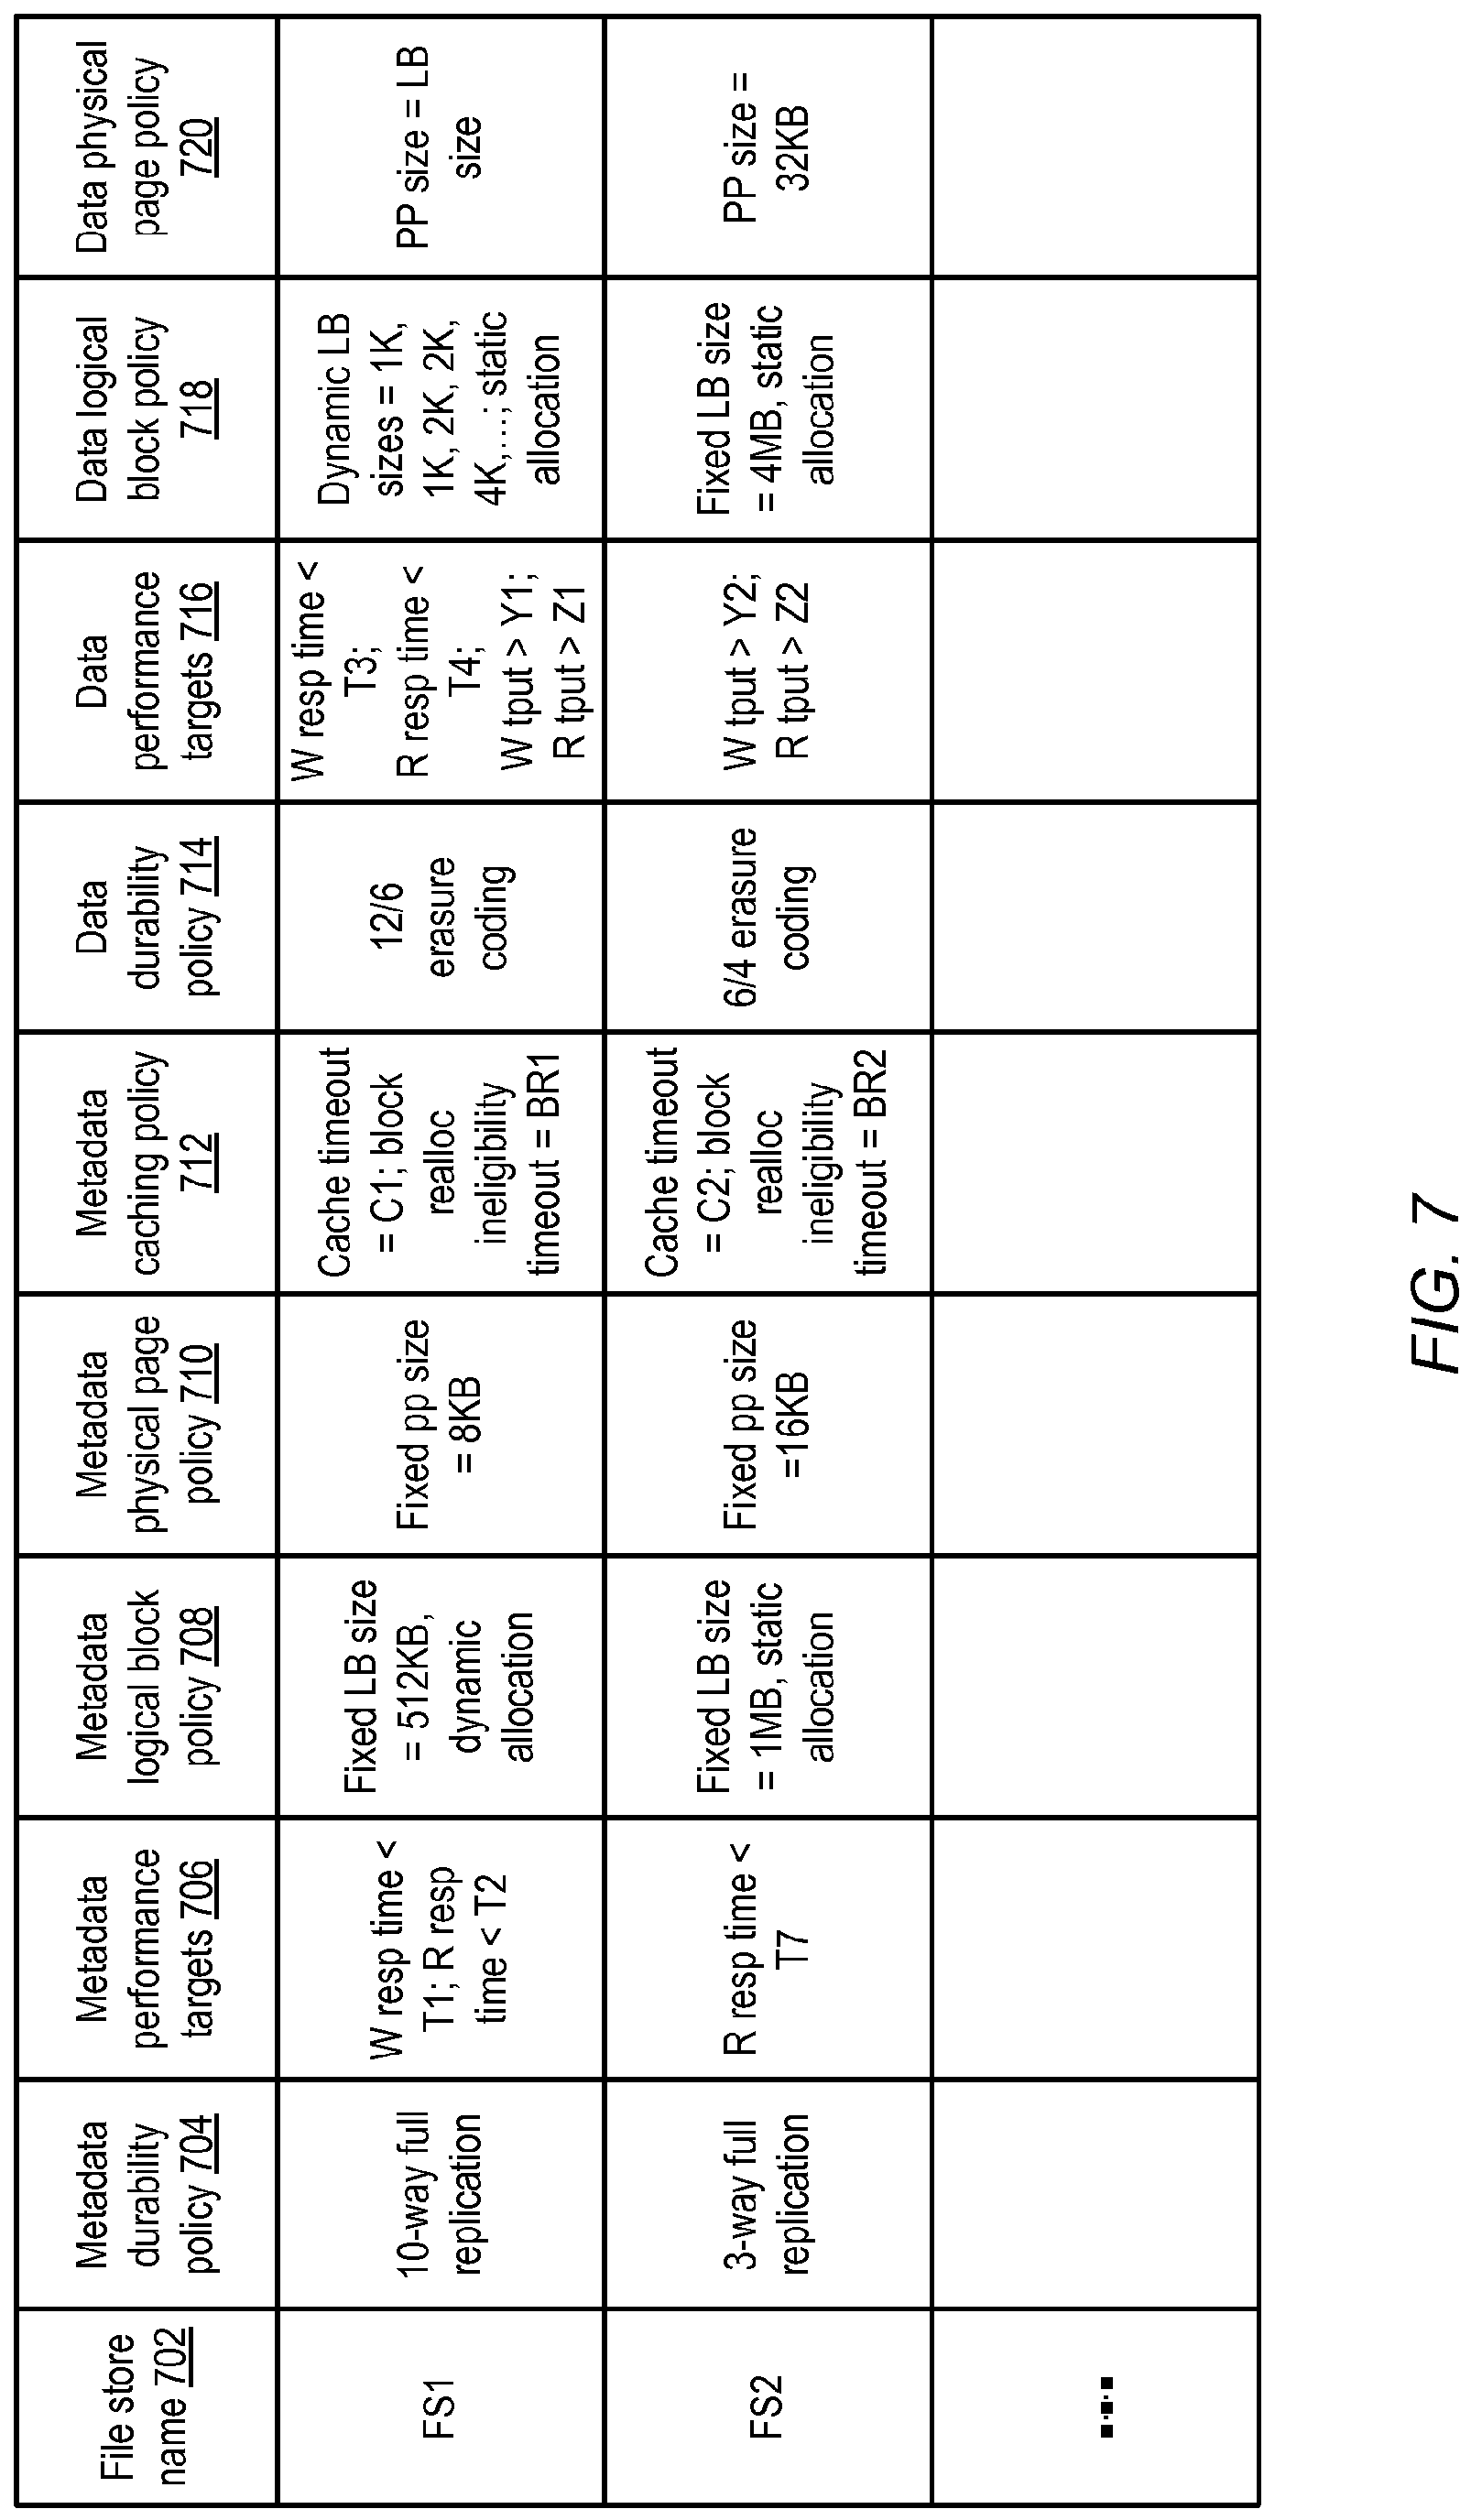 File store
name 702
Metadata
durability
policy 704
Metadata
performance
targets 706
Metadata
logical block
policy 708
Metadata
physical page
policy 710
Metadata
caching policy
712
Data
durability
policy 714
Data
performance
targets 716
Data logical
block policy
718
Data physical
page policy
720
FS1
10-way full
replication
W resp time <
T1; R resp
time < T2
Fixed LB size
= 512KB,
dynamic
allocation
Fixed pp size
= 8KB
Cache timeout
= C1; block
realloc
ineligibility
timeout = BR1
12/6
erasure
coding
W resp time <
T3;
R resp time <
T4;
W tput > Y1;
R tput > Z1
Dynamic LB
sizes = 1K,
1K, 2K, 2K,
4K,...; static
allocation
PP size = LB
size
FS2
3-way full
replication
R resp time <
T7
Fixed LB size
= 1MB, static
allocation
Fixed pp size
=16KB
Cache timeout
= C2; block
realloc
ineligibility
timeout = BR2
6/4 erasure
coding
W tput > Y2;
R tput > Z2
Fixed LB size
= 4MB, static
allocation
PP size =
32KB
FIG. 7